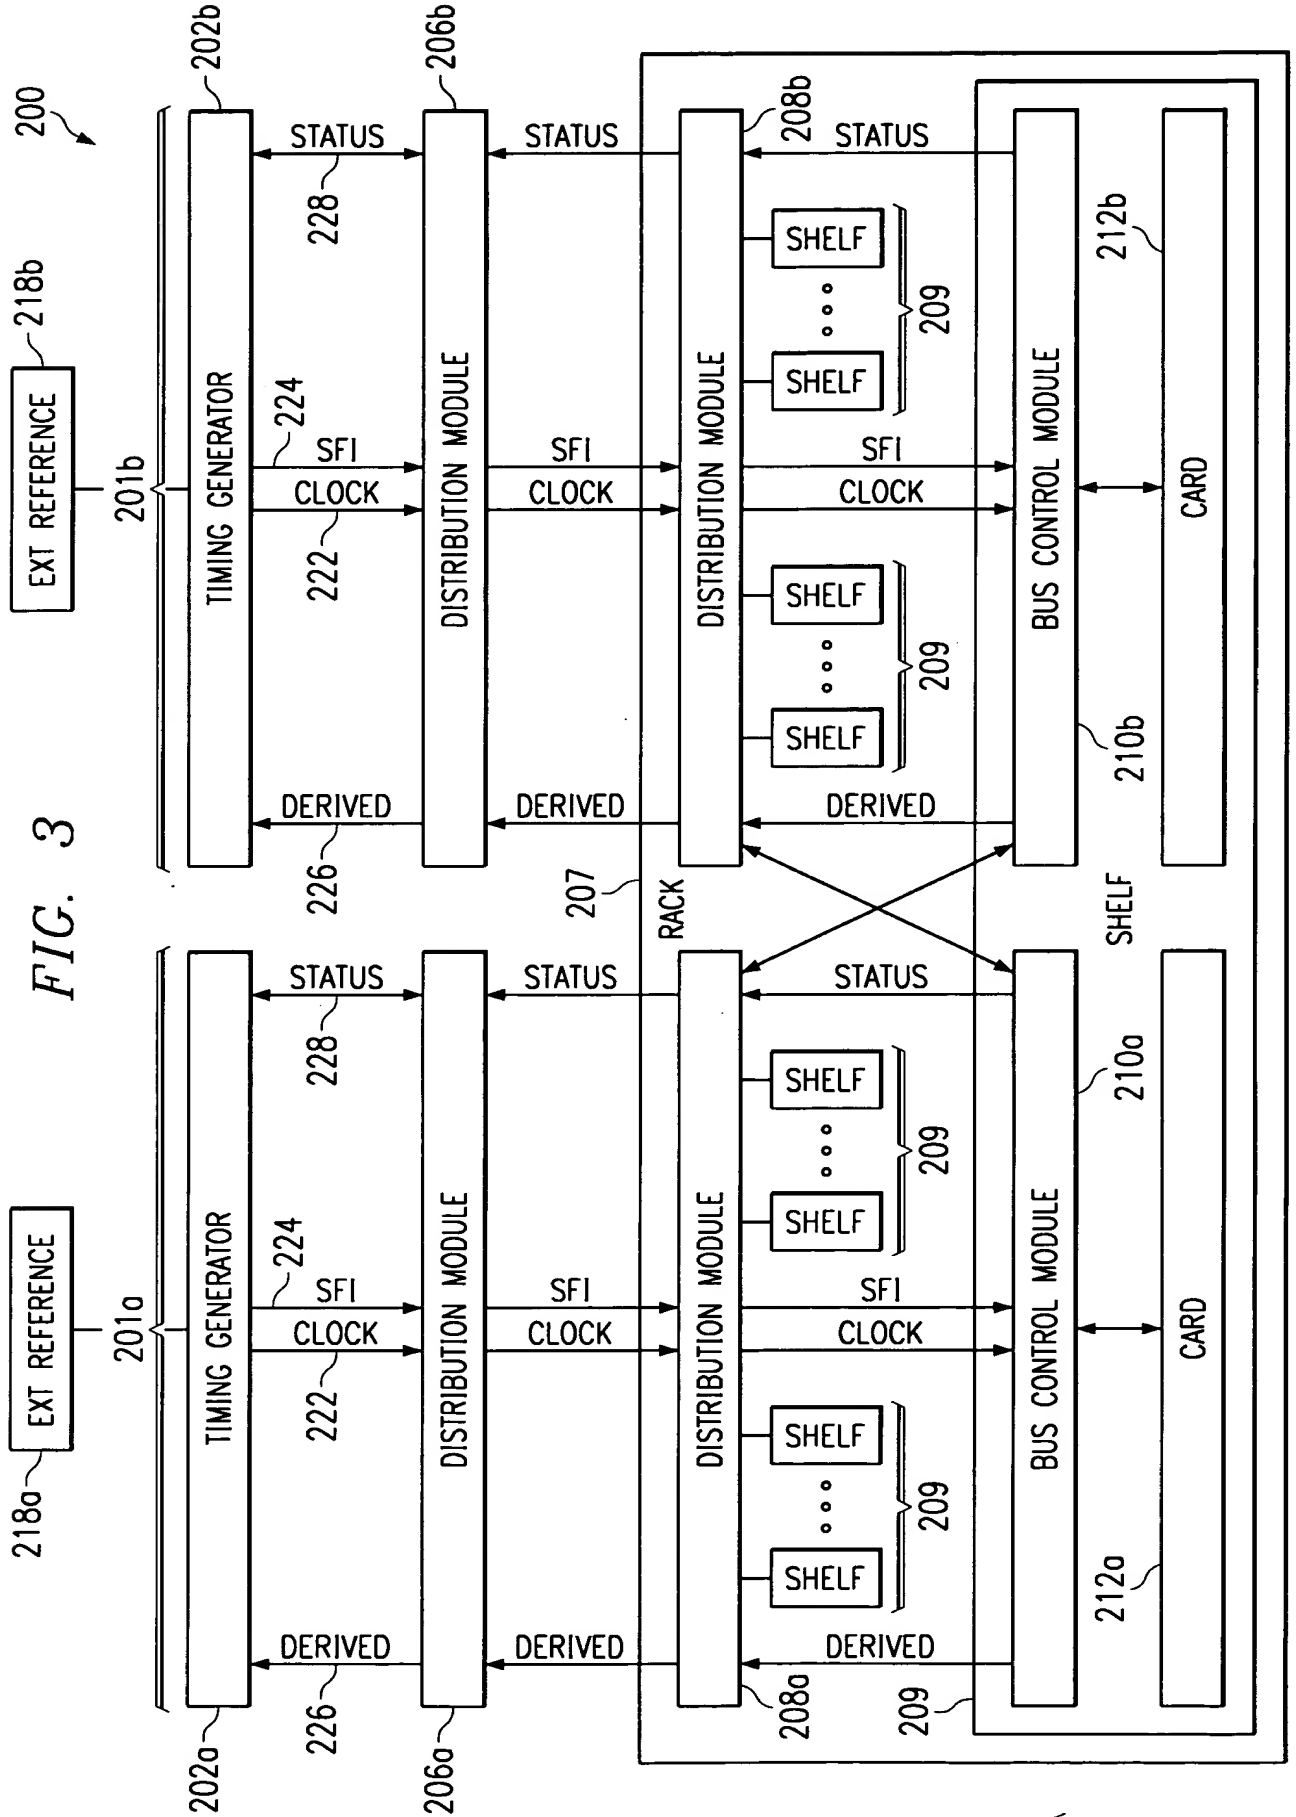 FIG. 3
200
218a
EXT REFERENCE
EXT REFERENCE
218b
201a
201b
202a
TIMING GENERATOR
TIMING GENERATOR
202b
DERIVED
226
CLOCK
222
SFI
224
STATUS
228
DERIVED
226
CLOCK
222
SFI
224
STATUS
228
206a
DISTRIBUTION MODULE
DISTRIBUTION MODULE
206b
DERIVED
CLOCK
SFI
STATUS
DERIVED
CLOCK
SFI
STATUS
207
RACK
208a
DISTRIBUTION MODULE
DISTRIBUTION MODULE
208b
SHELF
SHELF
209
SHELF
SHELF
209
SHELF
SHELF
209
SHELF
SHELF
209
DERIVED
CLOCK
SFI
STATUS
DERIVED
CLOCK
SFI
STATUS
209
BUS CONTROL MODULE
210a
BUS CONTROL MODULE
210b
SHELF
212a
CARD
CARD
212b